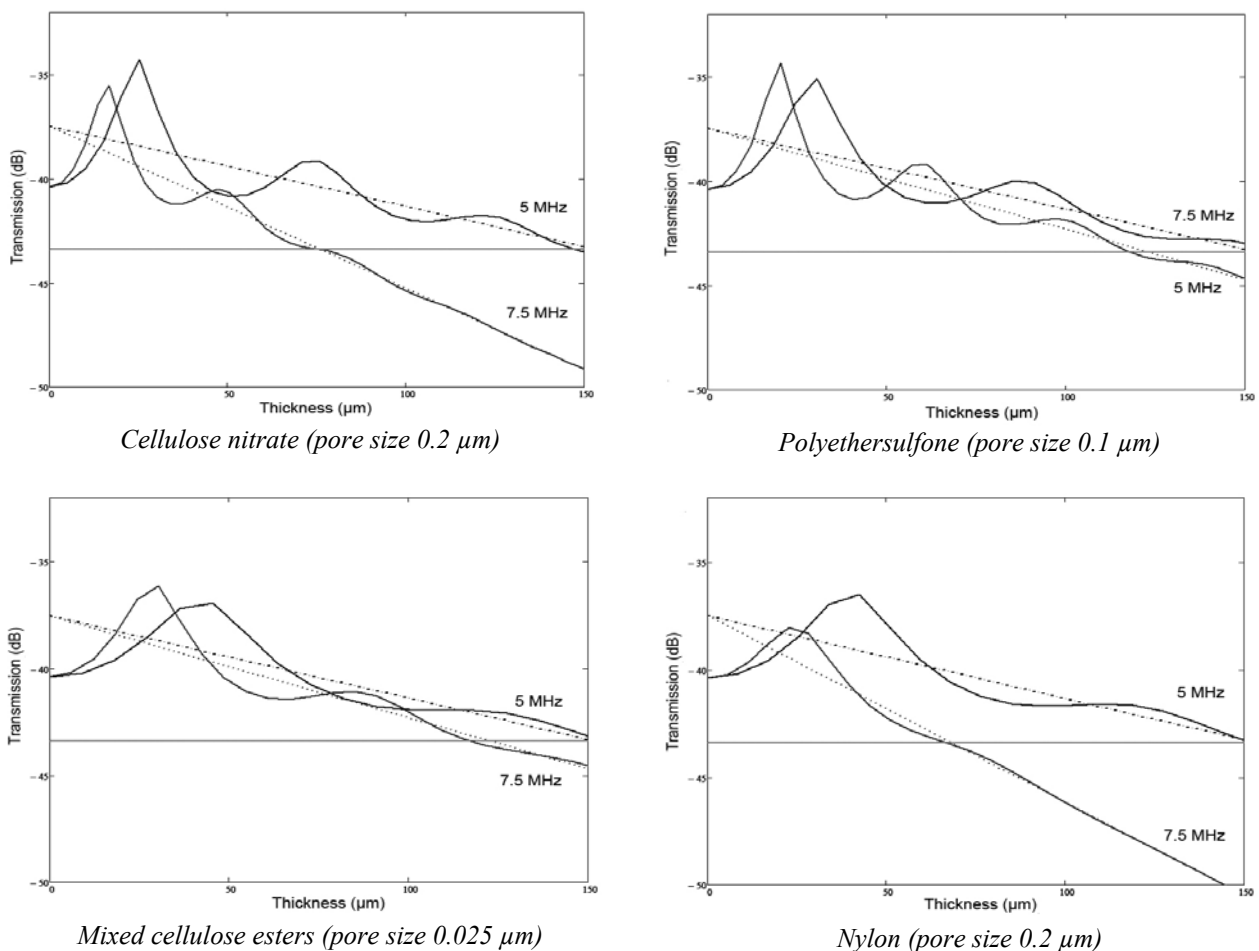 Transmission (dB)
−35
−40
−45
−50
0
50
100
150
Thickness (µm)
5 MHz
7.5 MHz
Cellulose nitrate (pore size 0.2 µm)
Transmission (dB)
−35
−40
−45
−50
0
50
100
150
Thickness (µm)
7.5 MHz
5 MHz
Polyethersulfone (pore size 0.1 µm)
Transmission (dB)
−35
−40
−45
−50
0
50
100
150
Thickness (µm)
5 MHz
7.5 MHz
Mixed cellulose esters (pore size 0.025 µm)
Transmission (dB)
−35
−40
−45
−50
0
50
100
150
Thickness (µm)
5 MHz
7.5 MHz
Nylon (pore size 0.2 µm)